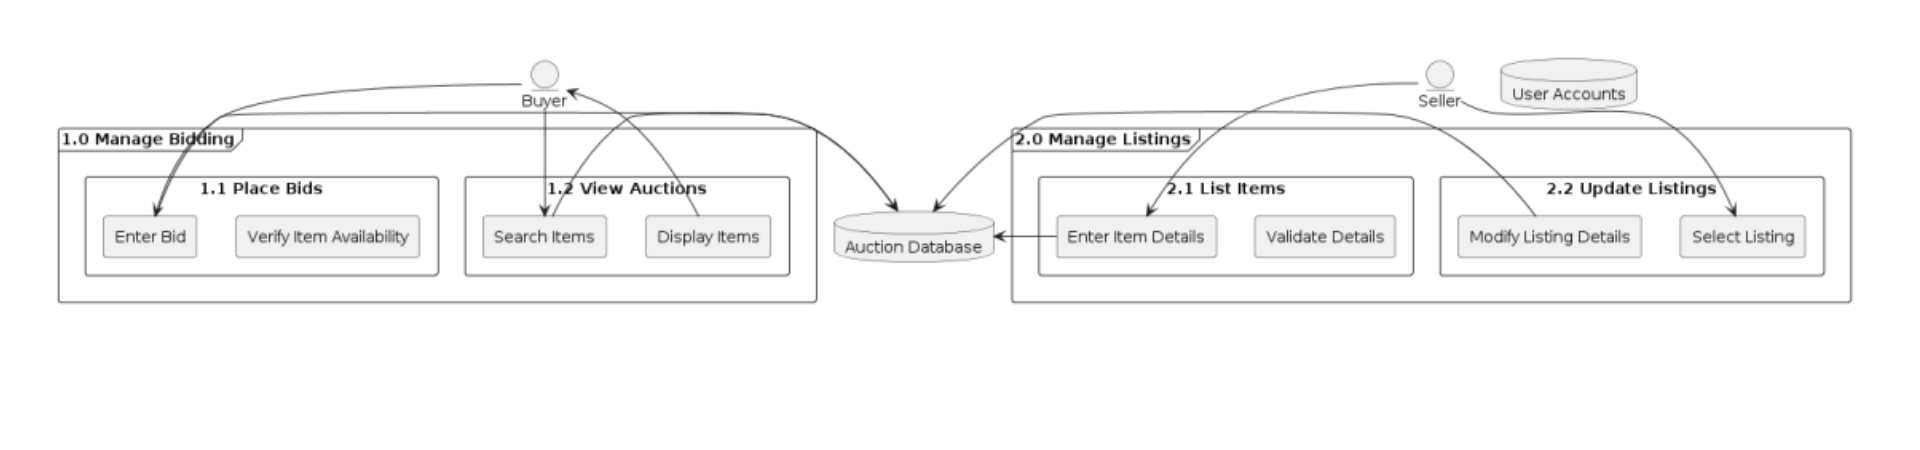 Buyer
Seller
User Accounts
1.0 Manage Bidding
1.1 Place Bids
Enter Bid
Verify Item Availability
1.2 View Auctions
Search Items
Display Items
Auction Database
2.0 Manage Listings
2.1 List Items
Enter Item Details
Validate Details
2.2 Update Listings
Modify Listing Details
Select Listing